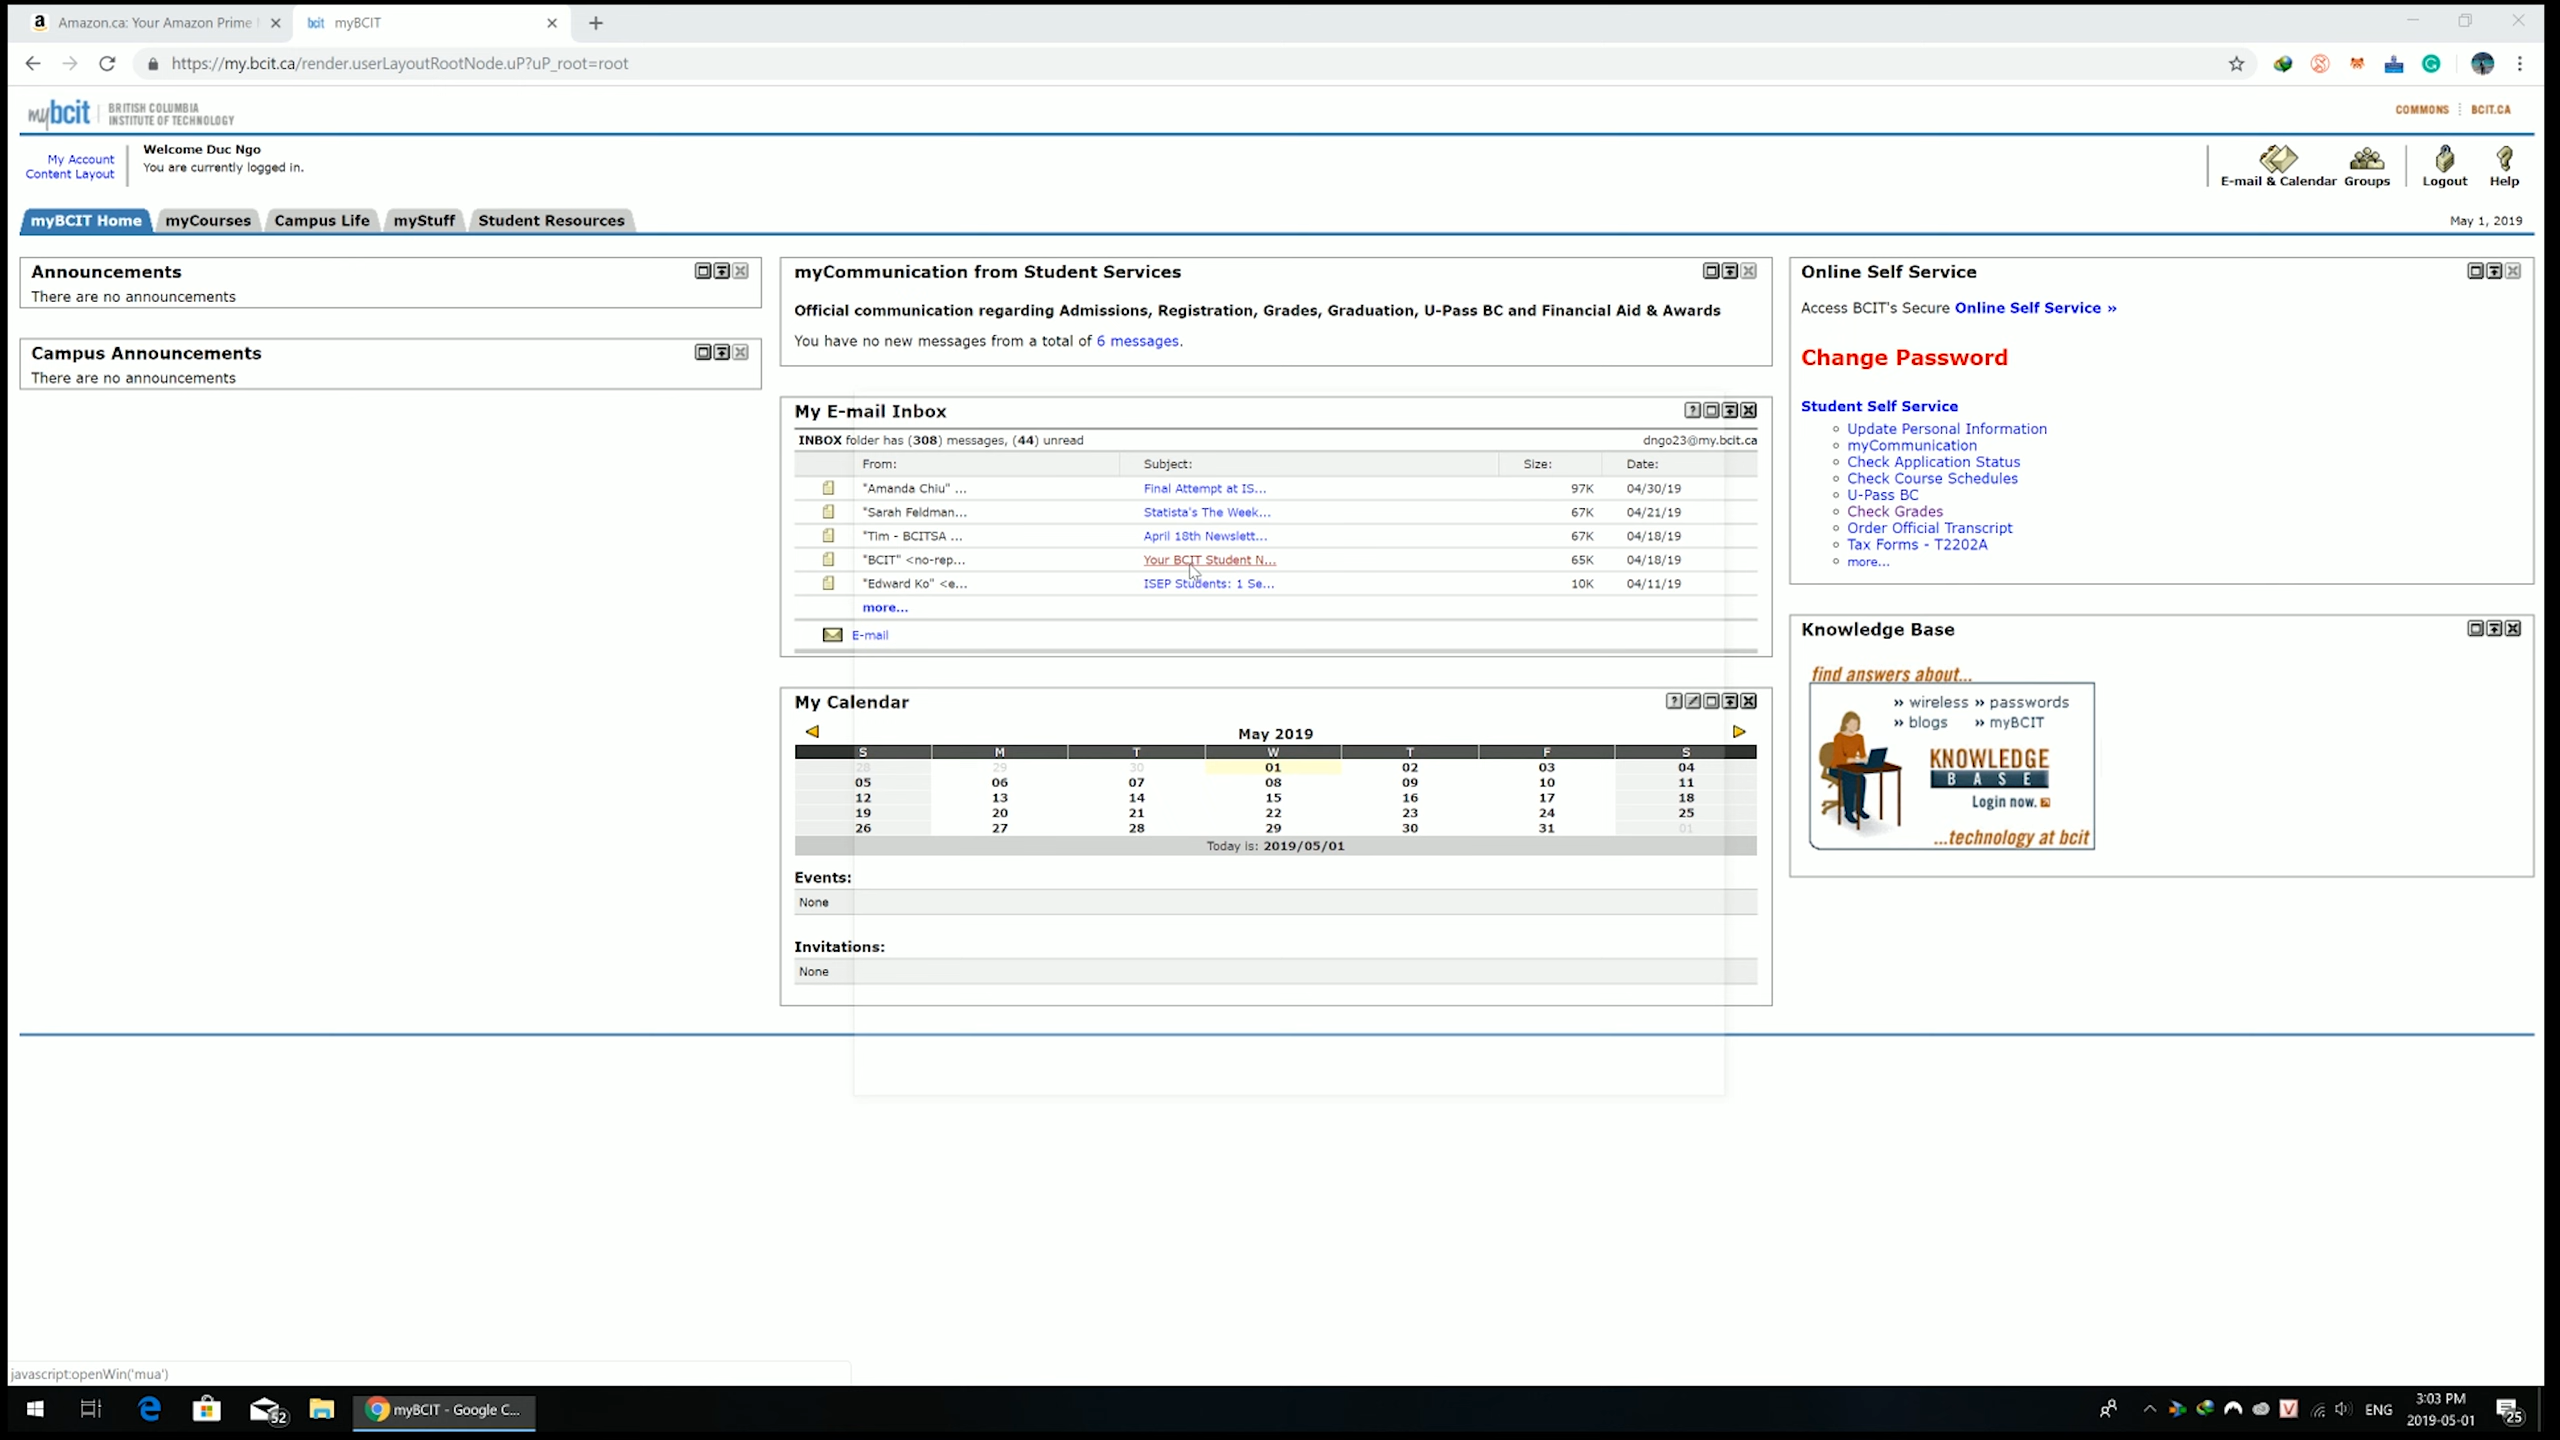 Amazon.ca: Your Amazon Prime
bcit myBCIT
https://my.bcit.ca/render.userLayoutRootNode.uP?uP_root=root
mybcit BRITISH COLUMBIA
INSTITUTE OF TECHNOLOGY
COMMONS BCIT.CA
My Account
Content Layout
Welcome Duc Ngo
You are currently logged in.
E-mail & Calendar Groups Logout Help
myBCIT Home myCourses Campus Life myStuff Student Resources
May 1, 2019
Announcements
There are no announcements
Campus Announcements
There are no announcements
myCommunication from Student Services
Official communication regarding Admissions, Registration, Grades, Graduation, U-Pass BC and Financial Aid & Awards
You have no new messages from a total of 6 messages.
My E-mail Inbox
INBOX folder has (308) messages, (44) unread dngo23@my.bcit.ca
From: Subject: Size: Date:
"Amanda Chiu" ... Final Attempt at IS... 97K 04/30/19
"Sarah Feldman... Statista's The Week... 67K 04/21/19
"Tim - BCITSA ... April 18th Newslett... 67K 04/18/19
"BCIT" <no-rep... Your BCIT Student N... 65K 04/18/19
"Edward Ko" <e... ISEP Students: 1 Se... 10K 04/11/19
more...
E-mail
My Calendar
May 2019
S M T W T F S
28 29 30 01 02 03 04
05 06 07 08 09 10 11
12 13 14 15 16 17 18
19 20 21 22 23 24 25
26 27 28 29 30 31 01
Today is: 2019/05/01
Events:
None
Invitations:
None
Online Self Service
Access BCIT's Secure Online Self Service »
Change Password
Student Self Service
Update Personal Information
myCommunication
Check Application Status
Check Course Schedules
U-Pass BC
Check Grades
Order Official Transcript
Tax Forms - T2202A
more...
Knowledge Base
find answers about...
» wireless » passwords
» blogs » myBCIT
KNOWLEDGE
BASE
Login now.
...technology at bcit
javascript:openWin('mua')
52
myBCIT - Google C...
ENG
3:03 PM
2019-05-01
25